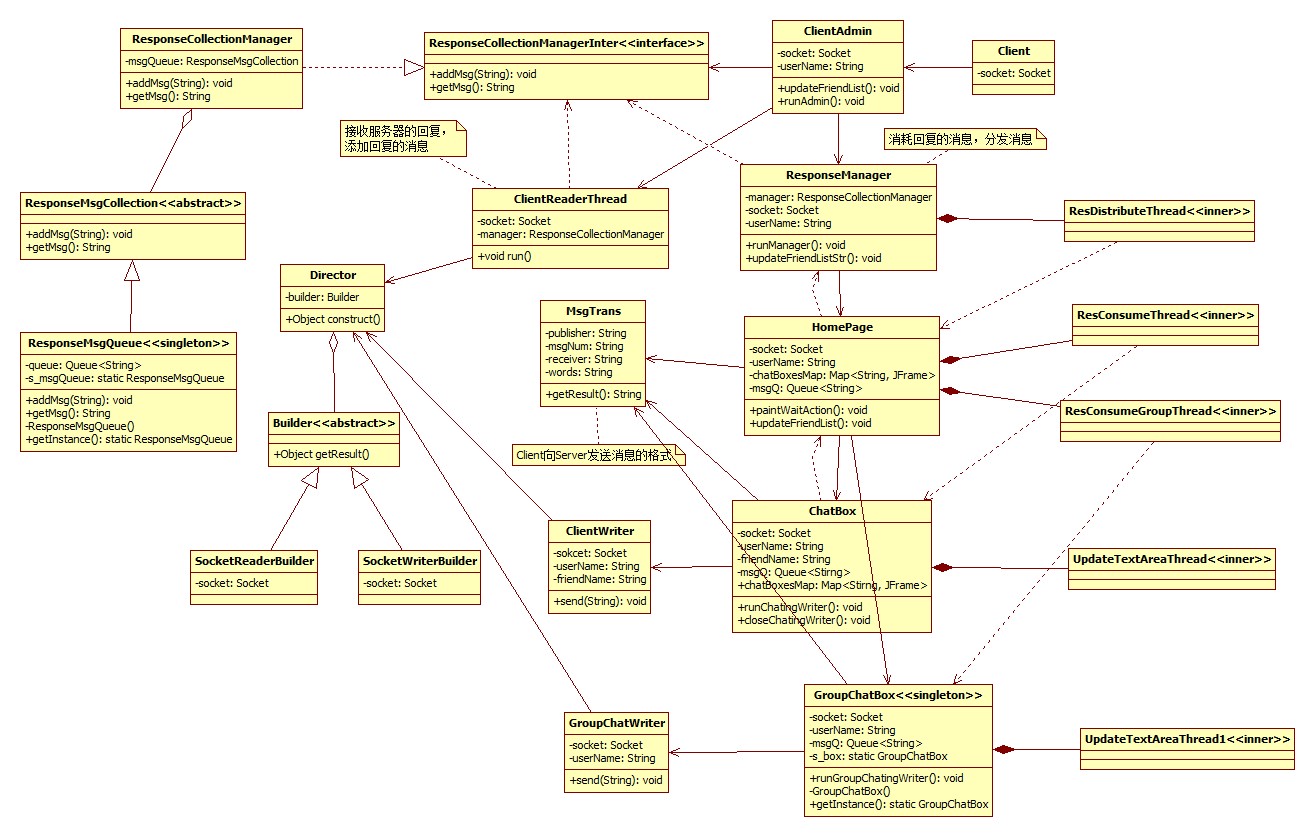 ResponseCollectionManager
-msgQueue: ResponseMsgCollection
+addMsg(String): void
+getMsg(): String
ResponseCollectionManagerInter<<interface>>
+addMsg(String): void
+getMsg(): String
ClientAdmin
-socket: Socket
-userName: String
+updateFriendList(): void
+runAdmin(): void
Client
-socket: Socket
接收服务器的回复，
添加回复的消息
消耗回复的消息，分发消息
ResponseMsgCollection<<abstract>>
+addMsg(String): void
+getMsg(): String
ClientReaderThread
-socket: Socket
-manager: ResponseCollectionManager
+void run()
ResponseManager
-manager: ResponseCollectionManager
-socket: Socket
-userName: String
+runManager(): void
+updateFriendListStr(): void
ResDistributeThread<<inner>>
Director
-builder: Builder
+Object construct()
MsgTrans
-publisher: String
-msgNum: String
-receiver: String
-words: String
+getResult(): String
HomePage
-socket: Socket
-userName: String
-chatBoxesMap: Map<String, JFrame>
-msgQ: Queue<String>
+paintWaitAction(): void
+updateFriendList(): void
ResConsumeThread<<inner>>
ResConsumeGroupThread<<inner>>
ResponseMsgQueue<<singleton>>
-queue: Queue<String>
-s_msgQueue: static ResponseMsgQueue
+addMsg(String): void
+getMsg(): String
-ResponseMsgQueue()
+getInstance(): static ResponseMsgQueue
Builder<<abstract>>
+Object getResult()
Client向Server发送消息的格式
SocketReaderBuilder
-socket: Socket
SocketWriterBuilder
-socket: Socket
ClientWriter
-sokcet: Socket
-userName: String
-friendName: String
+send(String): void
ChatBox
-socket: Socket
-userName: String
-friendName: String
-msgQ: Queue<Stirng>
+chatBoxesMap: Map<Stirng, JFrame>
+runChatingWriter(): void
+closeChatingWriter(): void
UpdateTextAreaThread<<inner>>
GroupChatWriter
-socket: Socket
-userName: String
+send(String): void
GroupChatBox<<singleton>>
-socket: Socket
-userName: String
-msgQ: Queue<String>
-s_box: static GroupChatBox
+runGroupChatingWriter(): void
-GroupChatBox()
+getInstance(): static GroupChatBox
UpdateTextAreaThread1<<inner>>